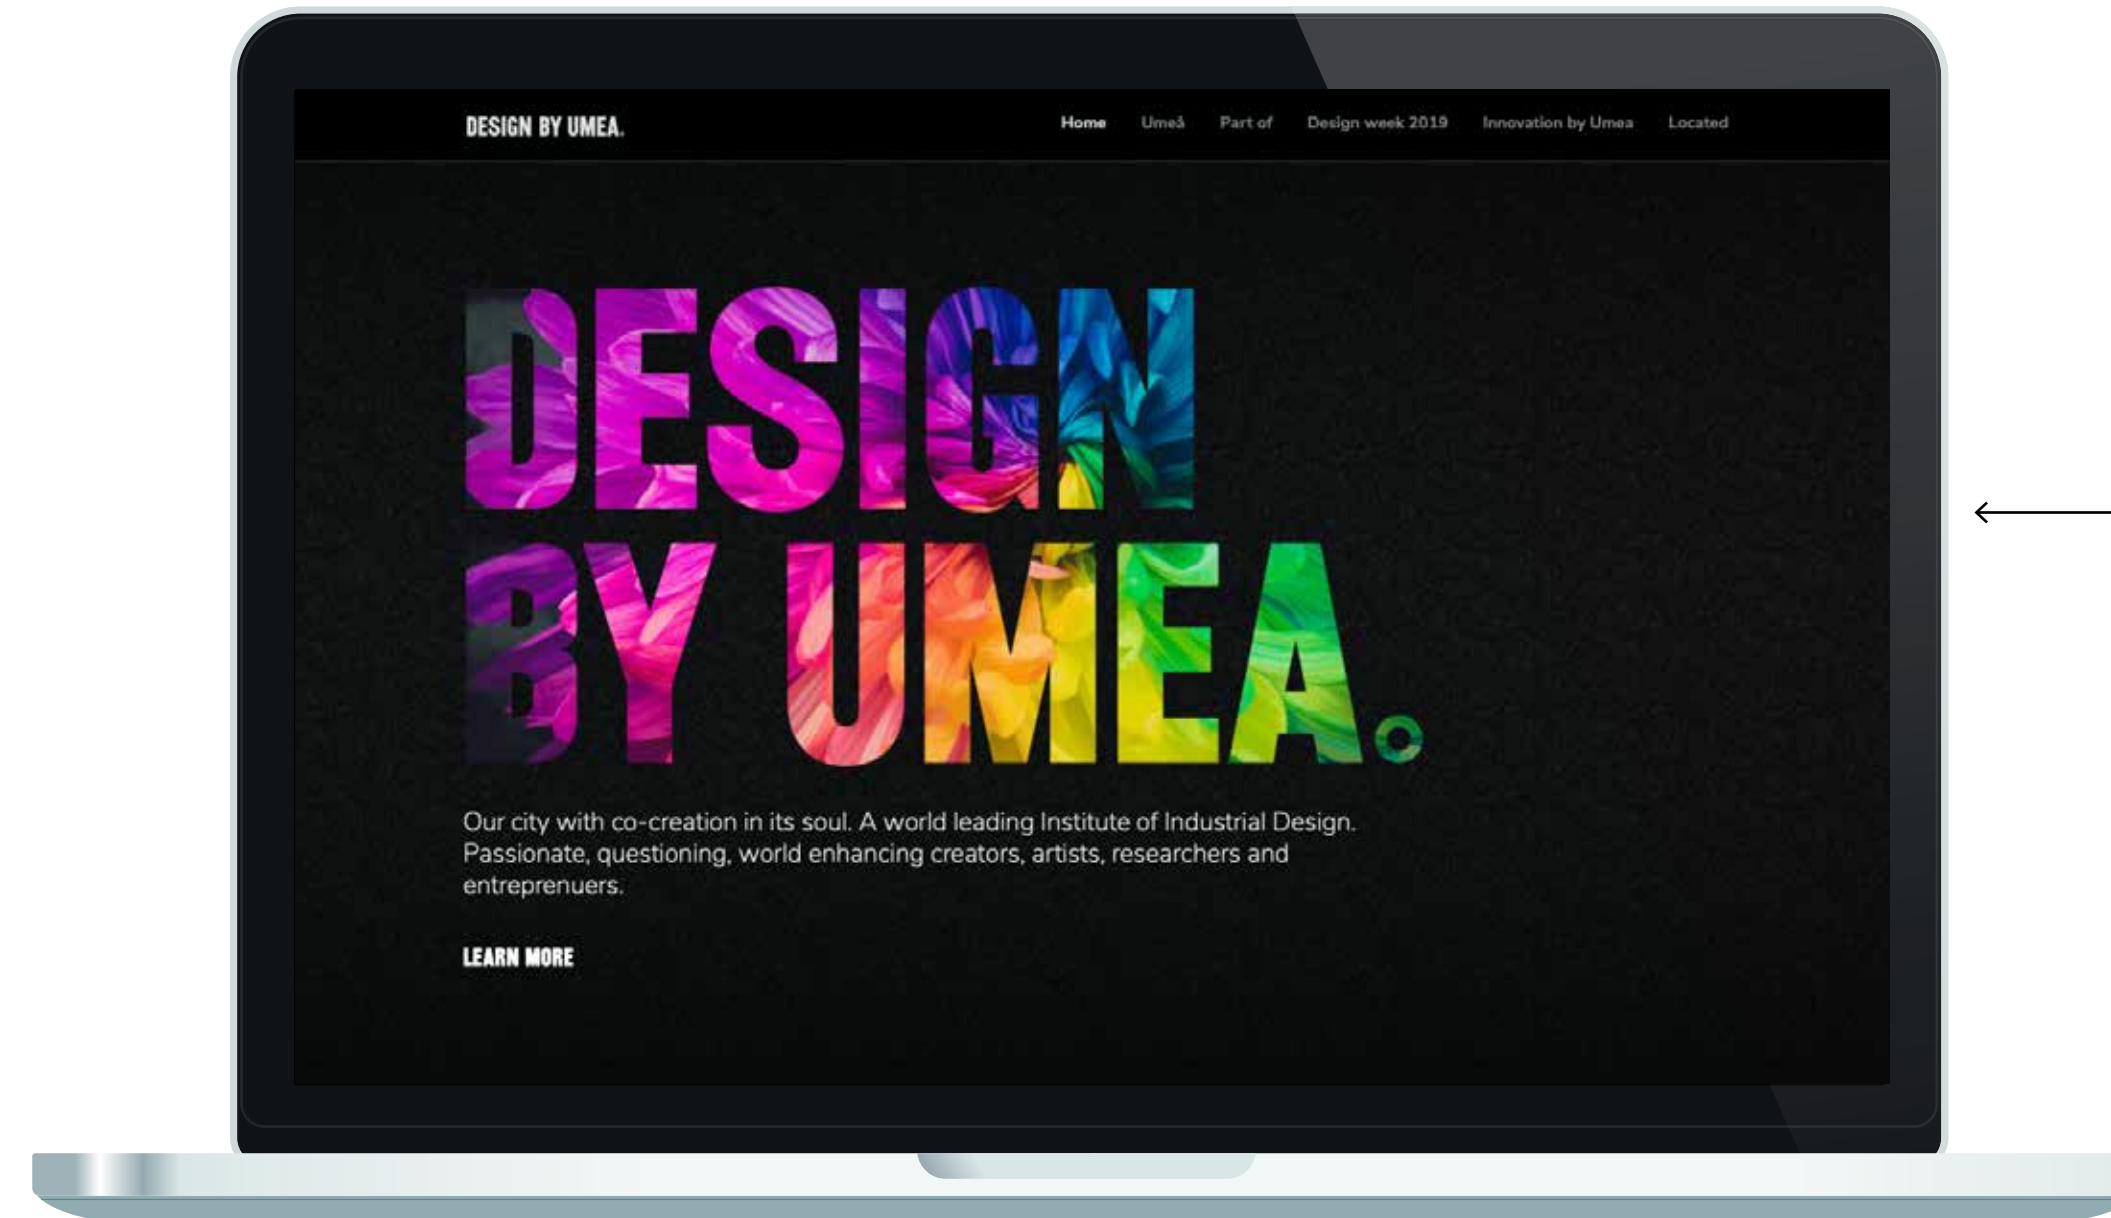 DESIGN BY UMEA.
Home Umeå Part of Design week 2019 Innovation by Umea Located
DESIGN
BY UMEA.
Our city with co-creation in its soul. A world leading Institute of Industrial Design.
Passionate, questioning, world enhancing creators, artists, researchers and
entreprenuers.
LEARN MORE